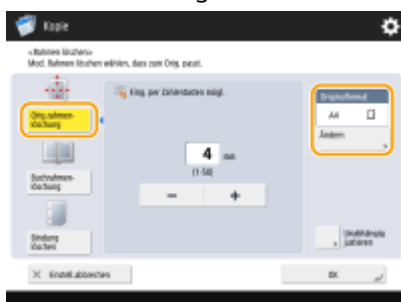 Kopie
<Rahmen löschen>
Mod. Rahmen löschen wählen, dass zum Orig. passt.
Orig.rahmen-
löschung
Buchrahmen-
löschung
Bindung
löschen
Eing. per Zahlentasten mögl.
4 mm
(1-50)
－ ＋
Originalformat
A4
Ändern
Unabhängig
justieren
Einstell. abbrechen
OK